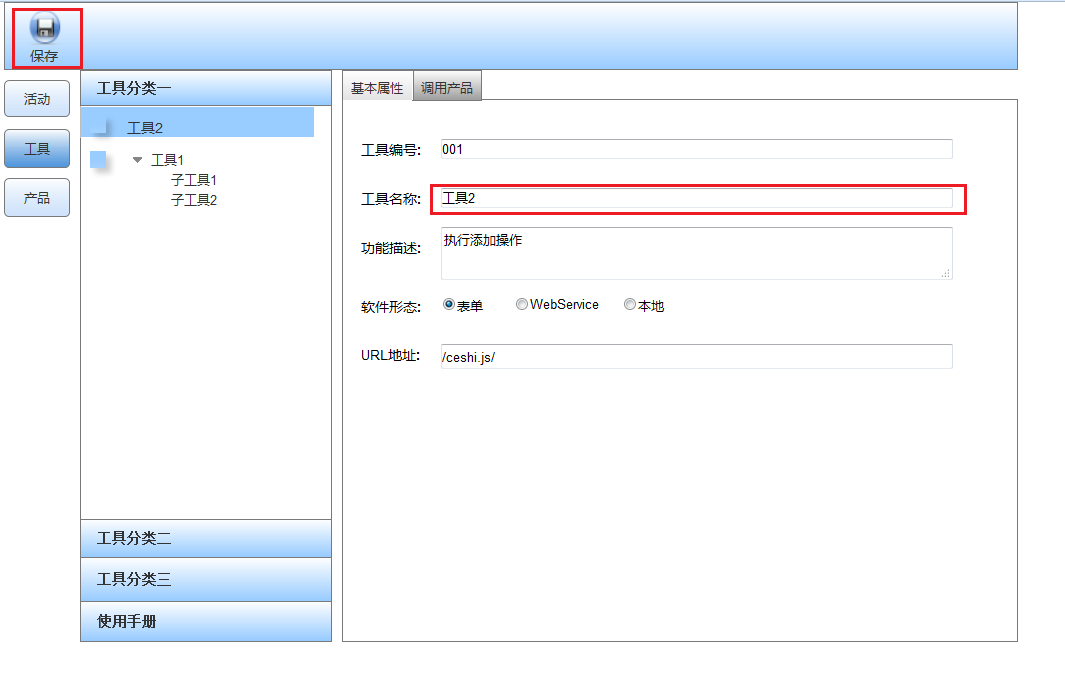 保存
活动
工具
产品
工具分类一
工具2
工具1
子工具1
子工具2
工具分类二
工具分类三
使用手册
基本属性
调用产品
工具编号:
001
工具名称:
工具2
功能描述:
执行添加操作
软件形态:
表单
WebService
本地
URL地址:
/ceshi.js/